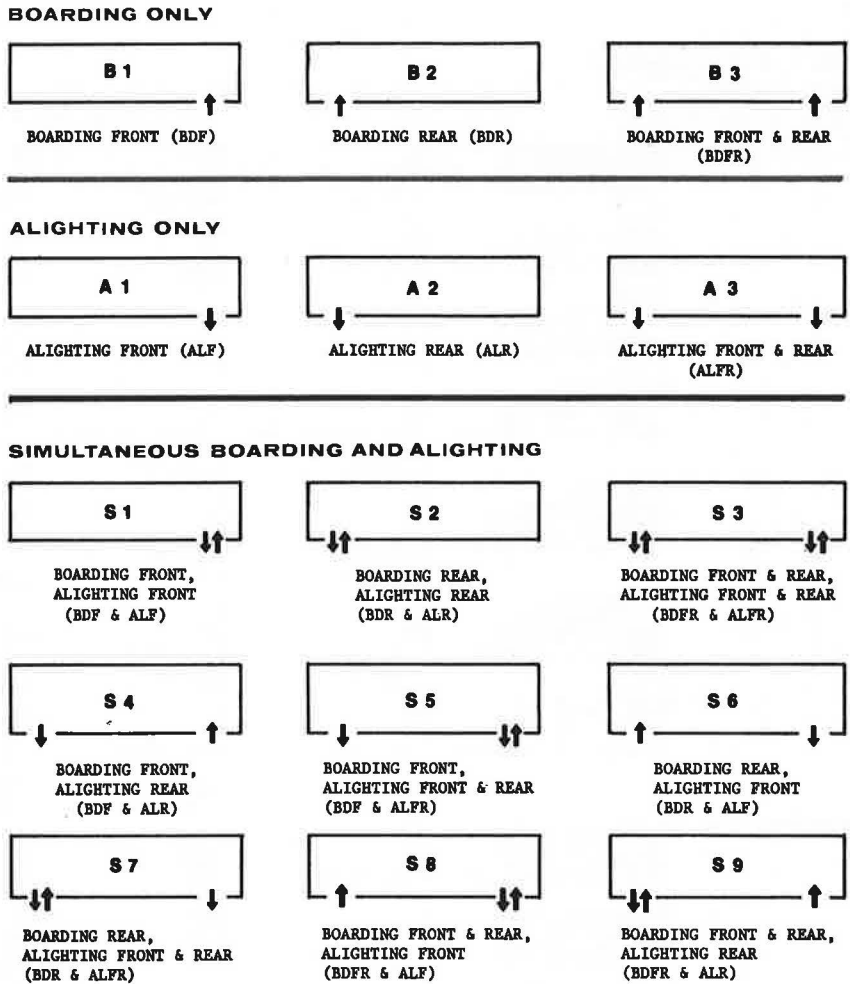 BOARDING ONLY
B 1
B 2
B 3
BOARDING FRONT (BDF)
BOARDING REAR (BDR)
BOARDING FRONT & REAR
(BDFR)
ALIGHTING ONLY
A 1
A 2
A 3
ALIGHTING FRONT (ALF)
ALIGHTING REAR (ALR)
ALIGHTING FRONT & REAR
(ALFR)
SIMULTANEOUS BOARDING AND ALIGHTING
S 1
S 2
S 3
BOARDING FRONT,
ALIGHTING FRONT
(BDF & ALF)
BOARDING REAR,
ALIGHTING REAR
(BDR & ALR)
BOARDING FRONT & REAR,
ALIGHTING FRONT & REAR
(BDFR & ALFR)
S 4
S 5
S 6
BOARDING FRONT,
ALIGHTING REAR
(BDF & ALR)
BOARDING FRONT,
ALIGHTING FRONT & REAR
(BDF & ALFR)
BOARDING REAR,
ALIGHTING FRONT
(BDR & ALF)
S 7
S 8
S 9
BOARDING REAR,
ALIGHTING FRONT & REAR
(BDR & ALFR)
BOARDING FRONT & REAR,
ALIGHTING FRONT
(BDFR & ALF)
BOARDING FRONT & REAR,
ALIGHTING REAR
(BDFR & ALR)